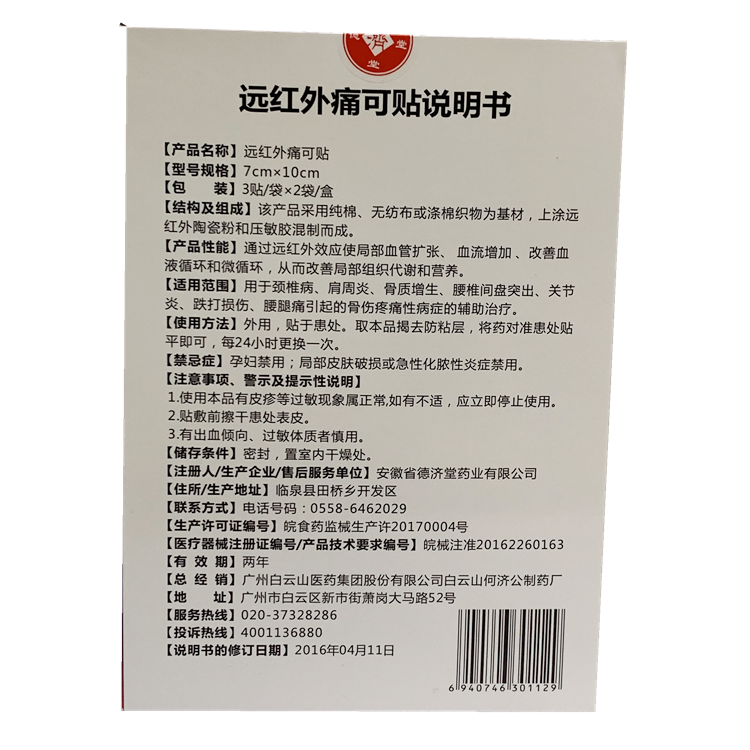 濟
堂
堂
远红外痛可贴说明书
【产品名称】远红外痛可贴
【型号规格】7cm×10cm
【包 装】3贴/袋×2袋/盒
【结构及组成】该产品采用纯棉、无纺布或涤棉织物为基材，上涂远
红外陶瓷粉和压敏胶混制而成。
【产品性能】通过远红外效应使局部血管扩张、血流增加、改善血
液循环和微循环，从而改善局部组织代谢和营养。
【适用范围】用于颈椎病、肩周炎、骨质增生、腰椎间盘突出、关节
炎、跌打损伤、腰腿痛引起的骨伤疼痛性病症的辅助治疗。
【使用方法】外用，贴于患处。取本品揭去防粘层，将药对准患处贴
平即可，每24小时更换一次。
【禁忌症】孕妇禁用；局部皮肤破损或急性化脓性炎症禁用。
【注意事项、警示及提示性说明】
1.使用本品有皮疹等过敏现象属正常,如有不适，应立即停止使用。
2.贴敷前擦干患处表皮。
3.有出血倾向、过敏体质者慎用。
【储存条件】密封，置室内干燥处。
【注册人/生产企业/售后服务单位】安徽省德济堂药业有限公司
【住所/生产地址】临泉县田桥乡开发区
【联系方式】电话号码：0558-6462029
【生产许可证编号】皖食药监械生产许20170004号
【医疗器械注册证编号/产品技术要求编号】皖械注准20162260163
【有 效 期】两年
【总 经 销】广州白云山医药集团股份有限公司白云山何济公制药厂
【地 址】广州市白云区新市街萧岗大马路52号
【服务热线】020-37328286
【投诉热线】4001136880
【说明书的修订日期】2016年04月11日
6940746301129